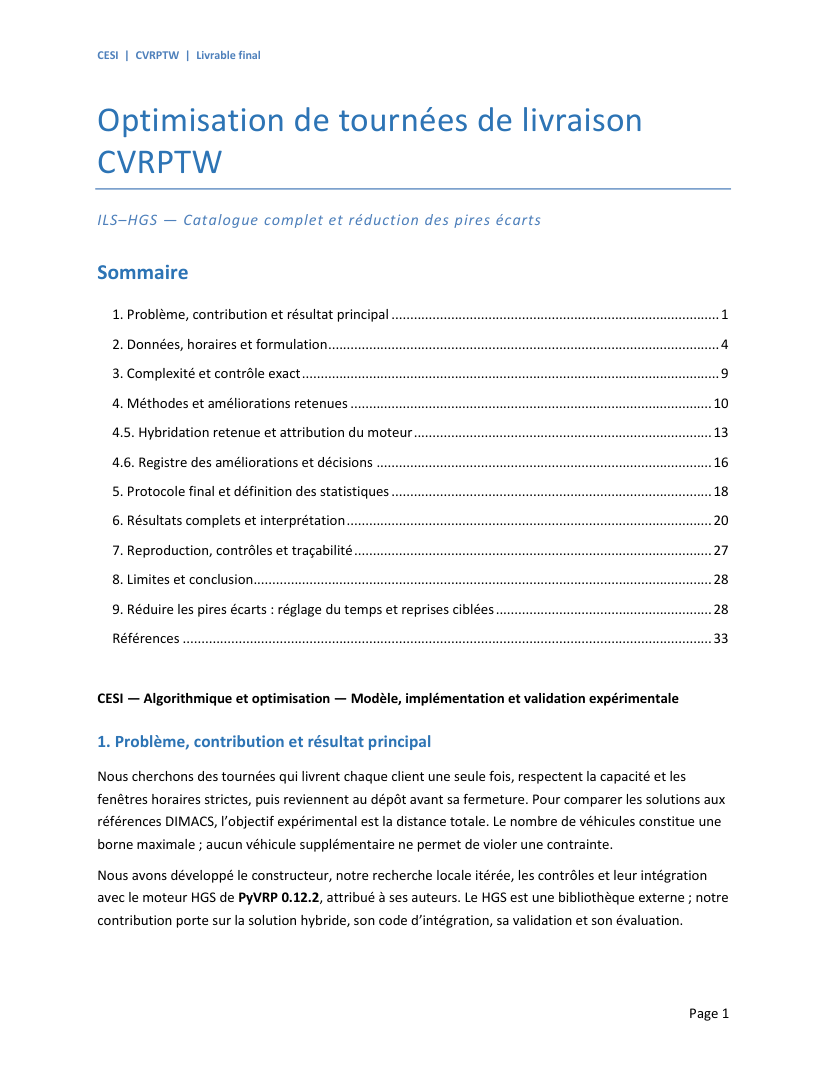 CESI | CVRPTW | Livrable final
Optimisation de tournées de livraison
CVRPTW
ILS–HGS — Catalogue complet et réduction des pires écarts
Sommaire
1. Problème, contribution et résultat principal ........ 1
2. Données, horaires et formulation ........ 4
3. Complexité et contrôle exact ........ 9
4. Méthodes et améliorations retenues ........ 10
4.5. Hybridation retenue et attribution du moteur ........ 13
4.6. Registre des améliorations et décisions ........ 16
5. Protocole final et définition des statistiques ........ 18
6. Résultats complets et interprétation ........ 20
7. Reproduction, contrôles et traçabilité ........ 27
8. Limites et conclusion ........ 28
9. Réduire les pires écarts : réglage du temps et reprises ciblées ........ 28
Références ........ 33
CESI — Algorithmique et optimisation — Modèle, implémentation et validation expérimentale
1. Problème, contribution et résultat principal
Nous cherchons des tournées qui livrent chaque client une seule fois, respectent la capacité et les
fenêtres horaires strictes, puis reviennent au dépôt avant sa fermeture. Pour comparer les solutions aux
références DIMACS, l’objectif expérimental est la distance totale. Le nombre de véhicules constitue une
borne maximale ; aucun véhicule supplémentaire ne permet de violer une contrainte.
Nous avons développé le constructeur, notre recherche locale itérée, les contrôles et leur intégration
avec le moteur HGS de PyVRP 0.12.2, attribué à ses auteurs. Le HGS est une bibliothèque externe ; notre
contribution porte sur la solution hybride, son code d’intégration, sa validation et son évaluation.
Page 1